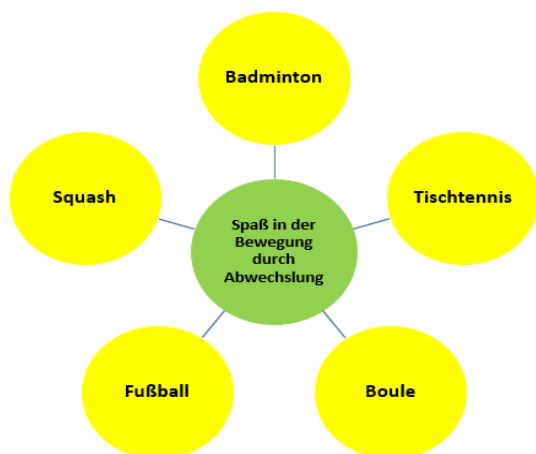 Badminton
Squash
Tischtennis
Spaß in der
Bewegung
durch
Abwechslung
Fußball
Boule